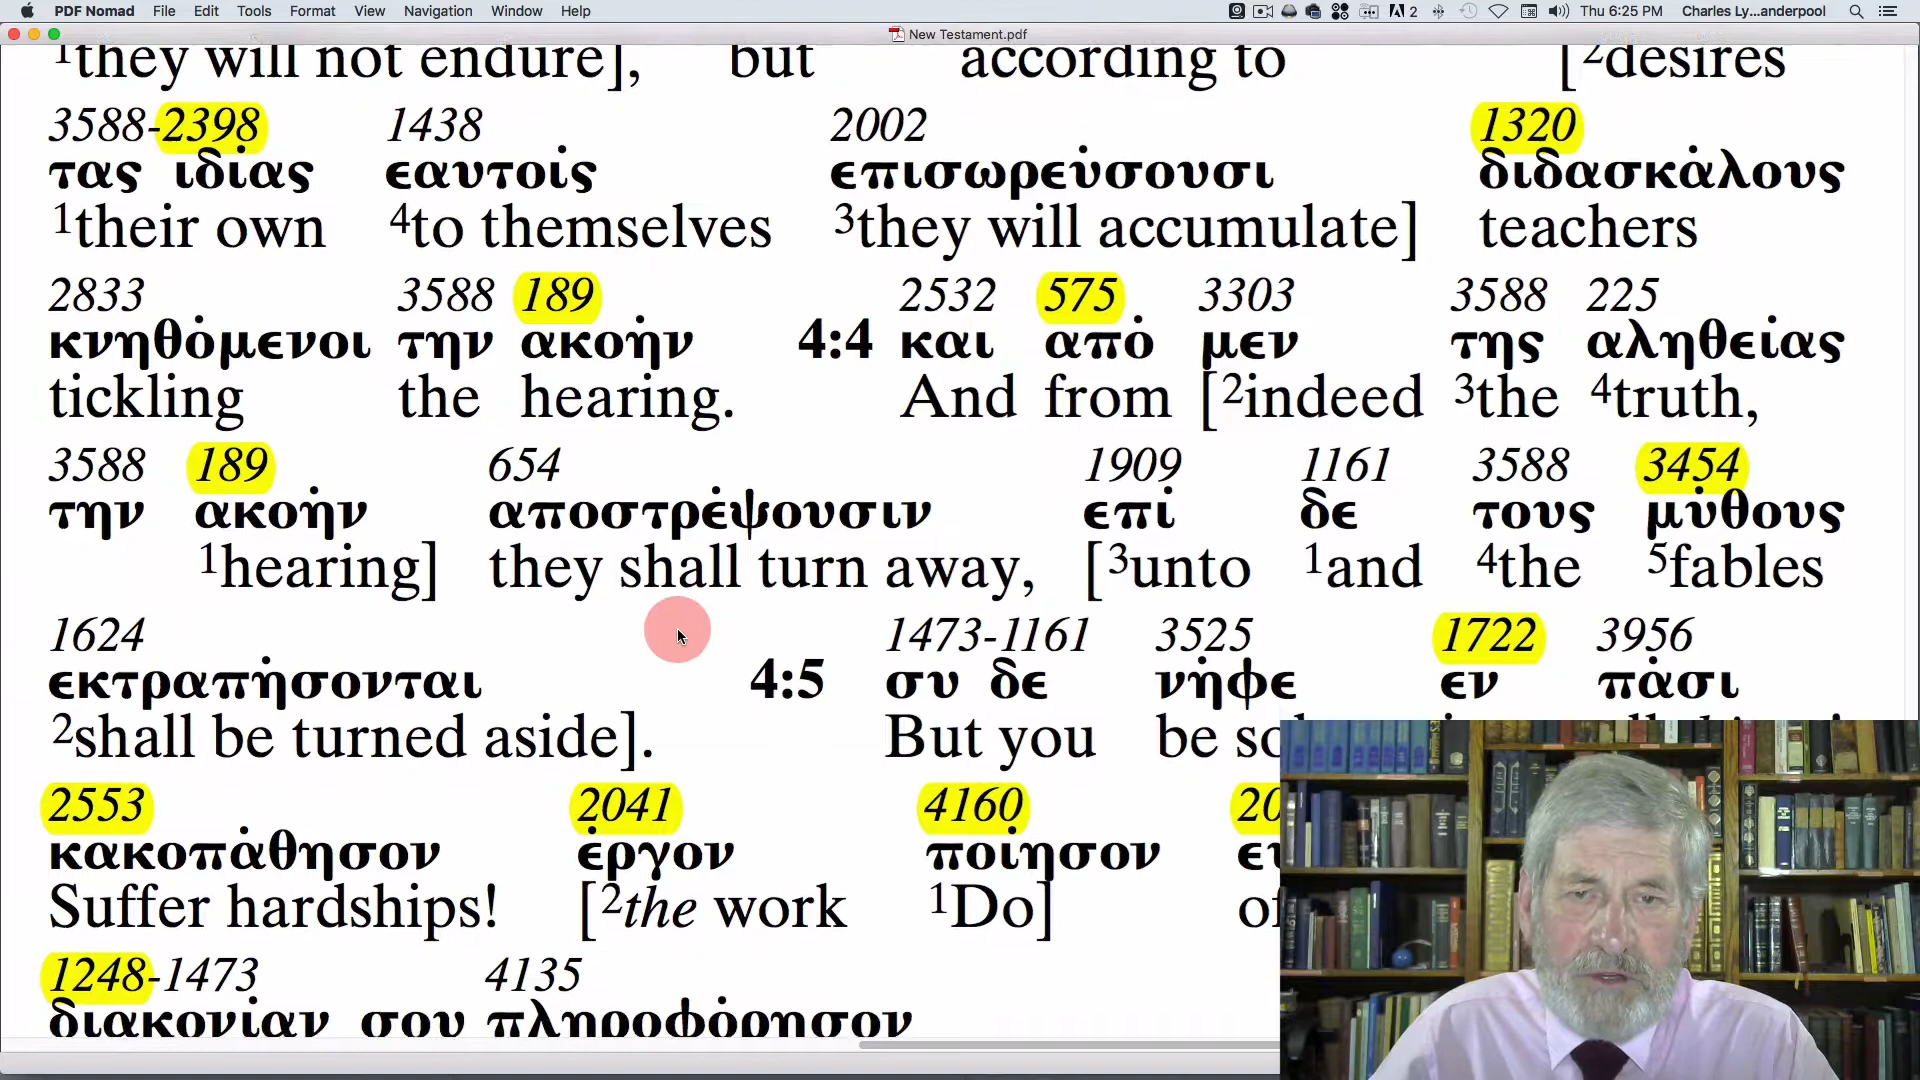 PDF Nomad File Edit Tools Format View Navigation Window Help 2 Thu 6:25 PM Charles Ly...anderpool
New Testament.pdf
¹they will not endure], but according to [²desires
3588-2398 1438 2002 1320
τας ιδίας εαυτοίς επισωρεύσουσι διδασκάλους
¹their own ⁴to themselves ³they will accumulate] teachers
2833 3588 189 2532 575 3303 3588 225
κνηθόμενοι την ακοήν 4:4 και από μεν της αληθείας
tickling the hearing. And from [²indeed ³the ⁴truth,
3588 189 654 1909 1161 3588 3454
την ακοήν αποστρέψουσιν επί δε τους μύθους
¹hearing] they shall turn away, [³unto ¹and ⁴the ⁵fables
1624 1473-1161 3525 1722 3956
εκτραπήσονται 4:5 συ δε νήφε εν πάσι
²shall be turned aside]. But you be
2553 2041 4160
κακοπάθησον έργον ποίησον
Suffer hardships! [²the work ¹Do]
1248-1473 4135
διακονίαν σου πληροφόρησον